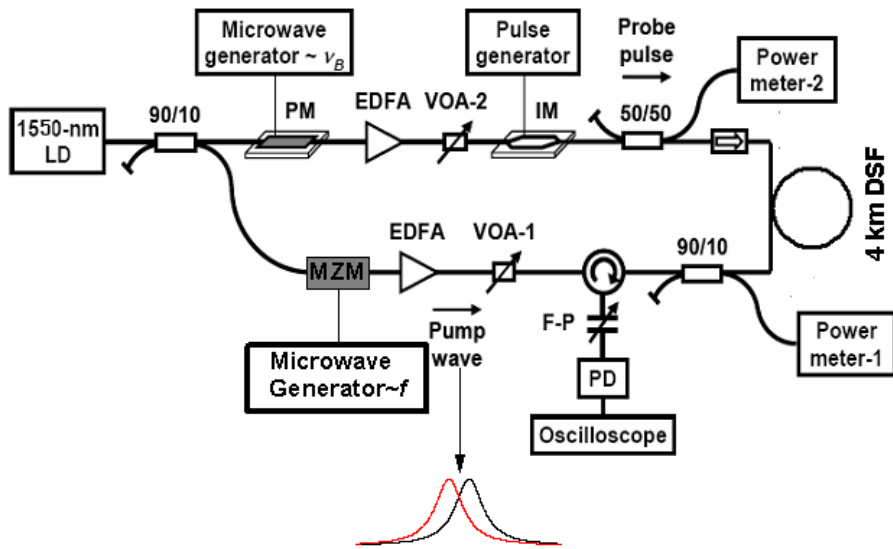 Microwave
generator ~ νB
Pulse
generator
Probe
pulse
Power
meter-2
1550-nm
LD
90/10
PM
EDFA
VOA-2
IM
50/50
4 km DSF
MZM
EDFA
VOA-1
90/10
Pump
wave
F-P
Power
meter-1
Microwave
Generator~f
PD
Oscilloscope